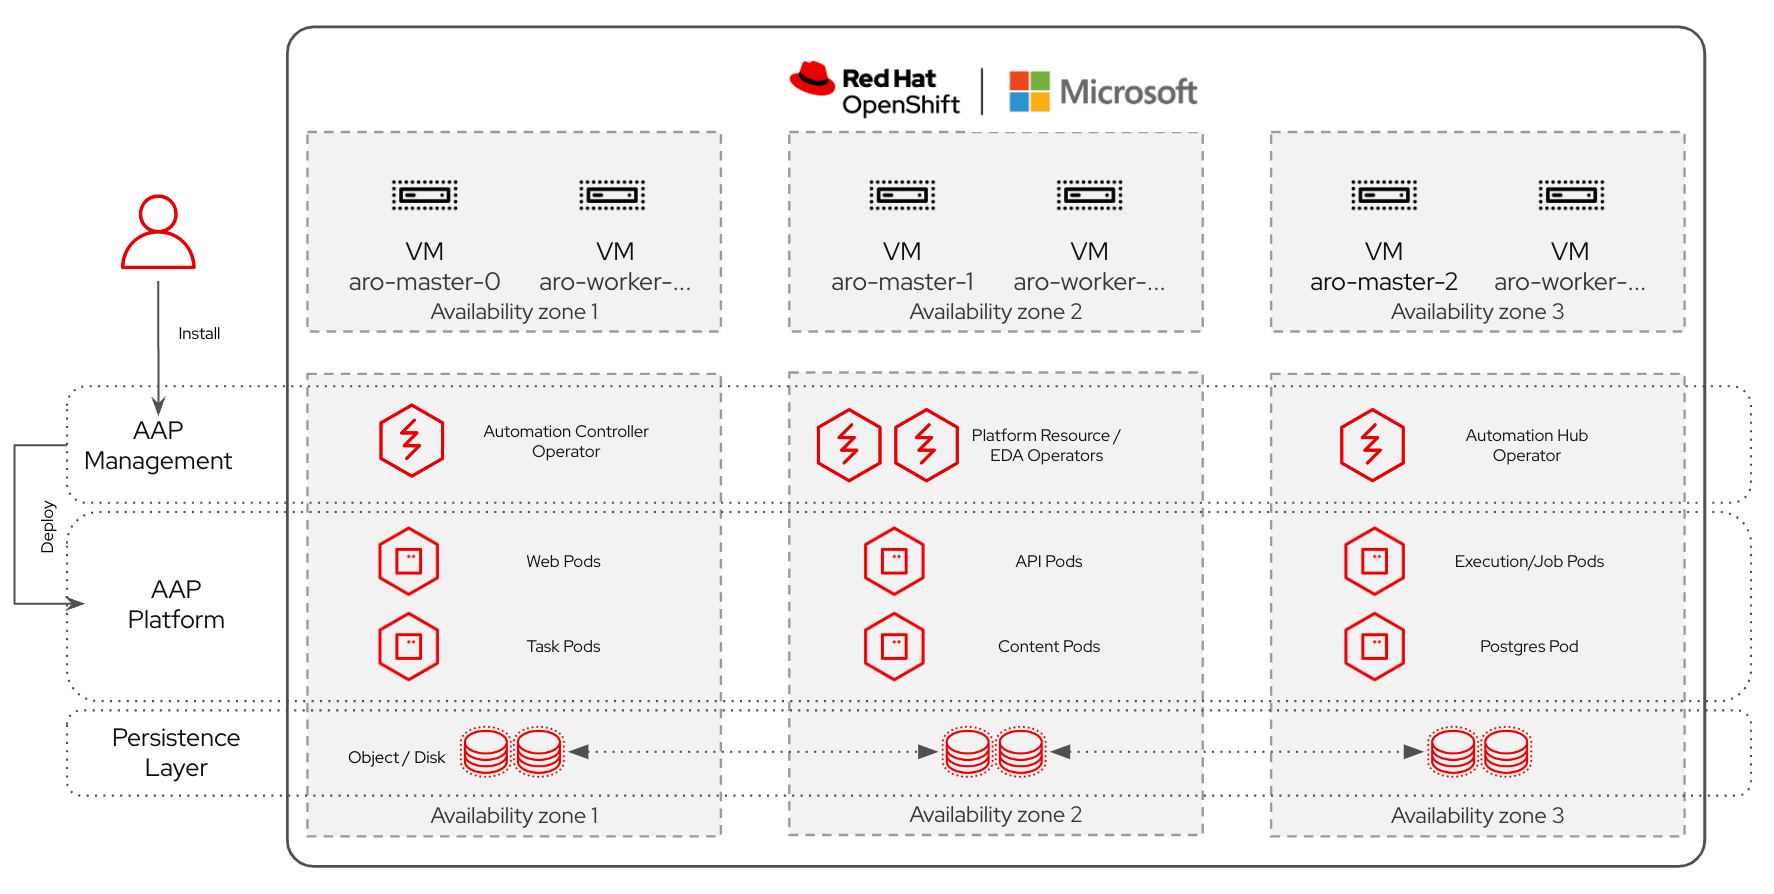 Red Hat
OpenShift
Microsoft
VM
aro-master-0
VM
aro-worker-...
Availability zone 1
VM
aro-master-1
VM
aro-worker-...
Availability zone 2
VM
aro-master-2
VM
aro-worker-...
Availability zone 3
Install
AAP
Management
Automation Controller
Operator
Platform Resource /
EDA Operators
Automation Hub
Operator
Deploy
AAP
Platform
Web Pods
API Pods
Execution/Job Pods
Task Pods
Content Pods
Postgres Pod
Persistence
Layer
Object / Disk
Availability zone 1
Availability zone 2
Availability zone 3